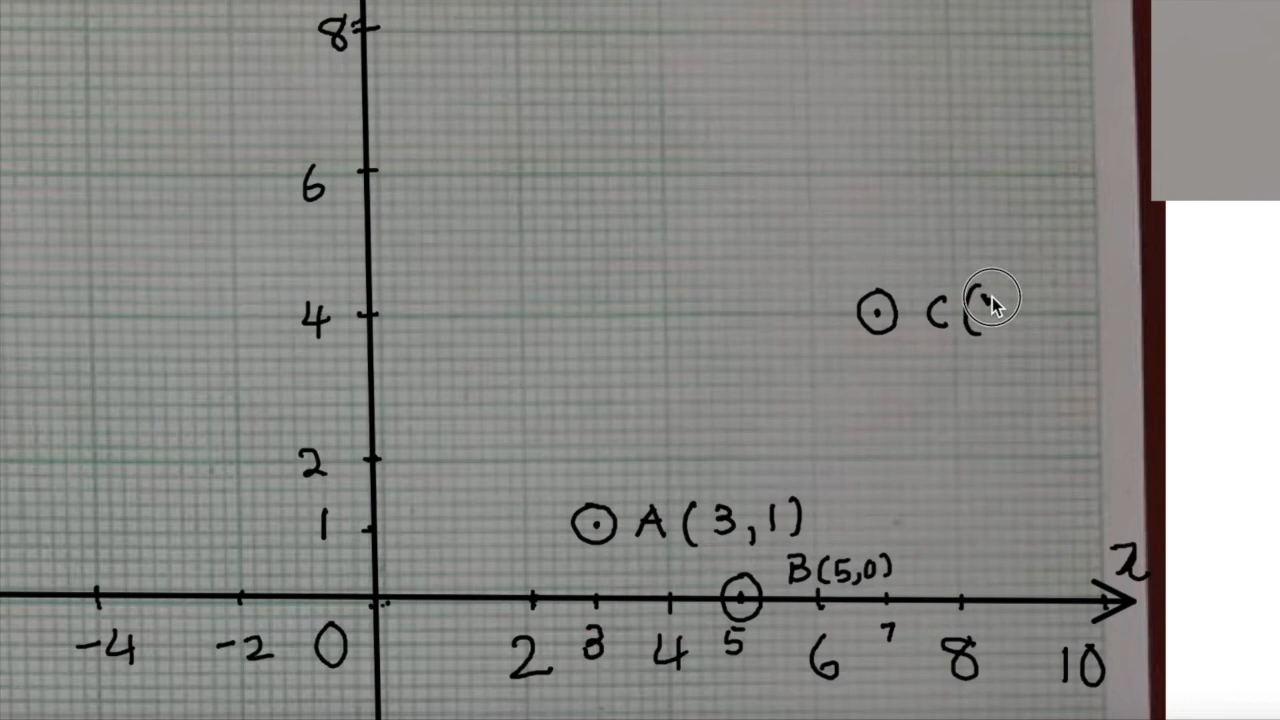 8
6
4 C (
2
1 A ( 3 , 1 )
B ( 5 , 0 )
x
-4 -2 0 2 3 4 5 6 7 8 10